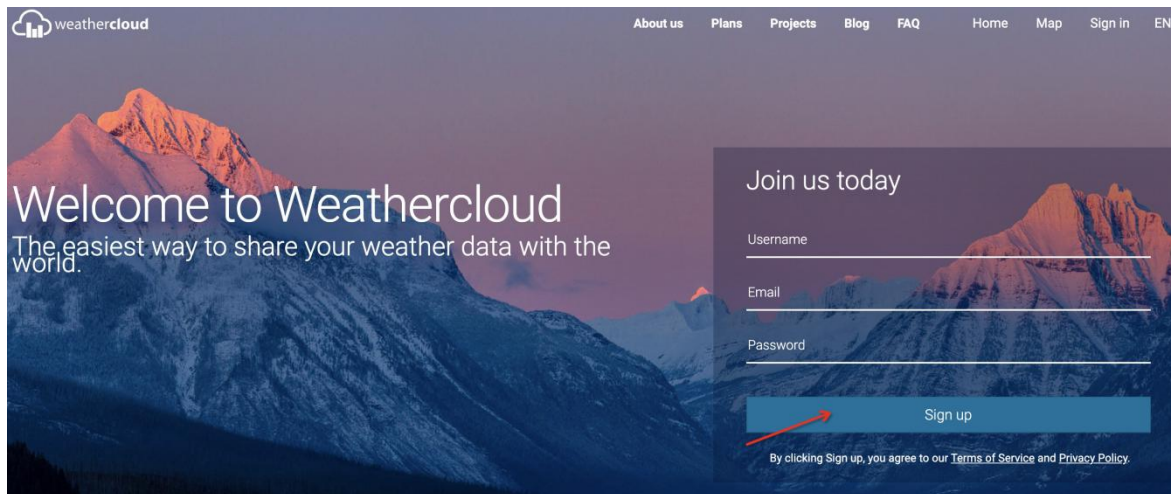 weathercloud
About us Plans Projects Blog FAQ Home Map Sign in EN
Welcome to Weathercloud
The easiest way to share your weather data with the
world.
Join us today
Username
Email
Password
Sign up
By clicking Sign up, you agree to our Terms of Service and Privacy Policy.